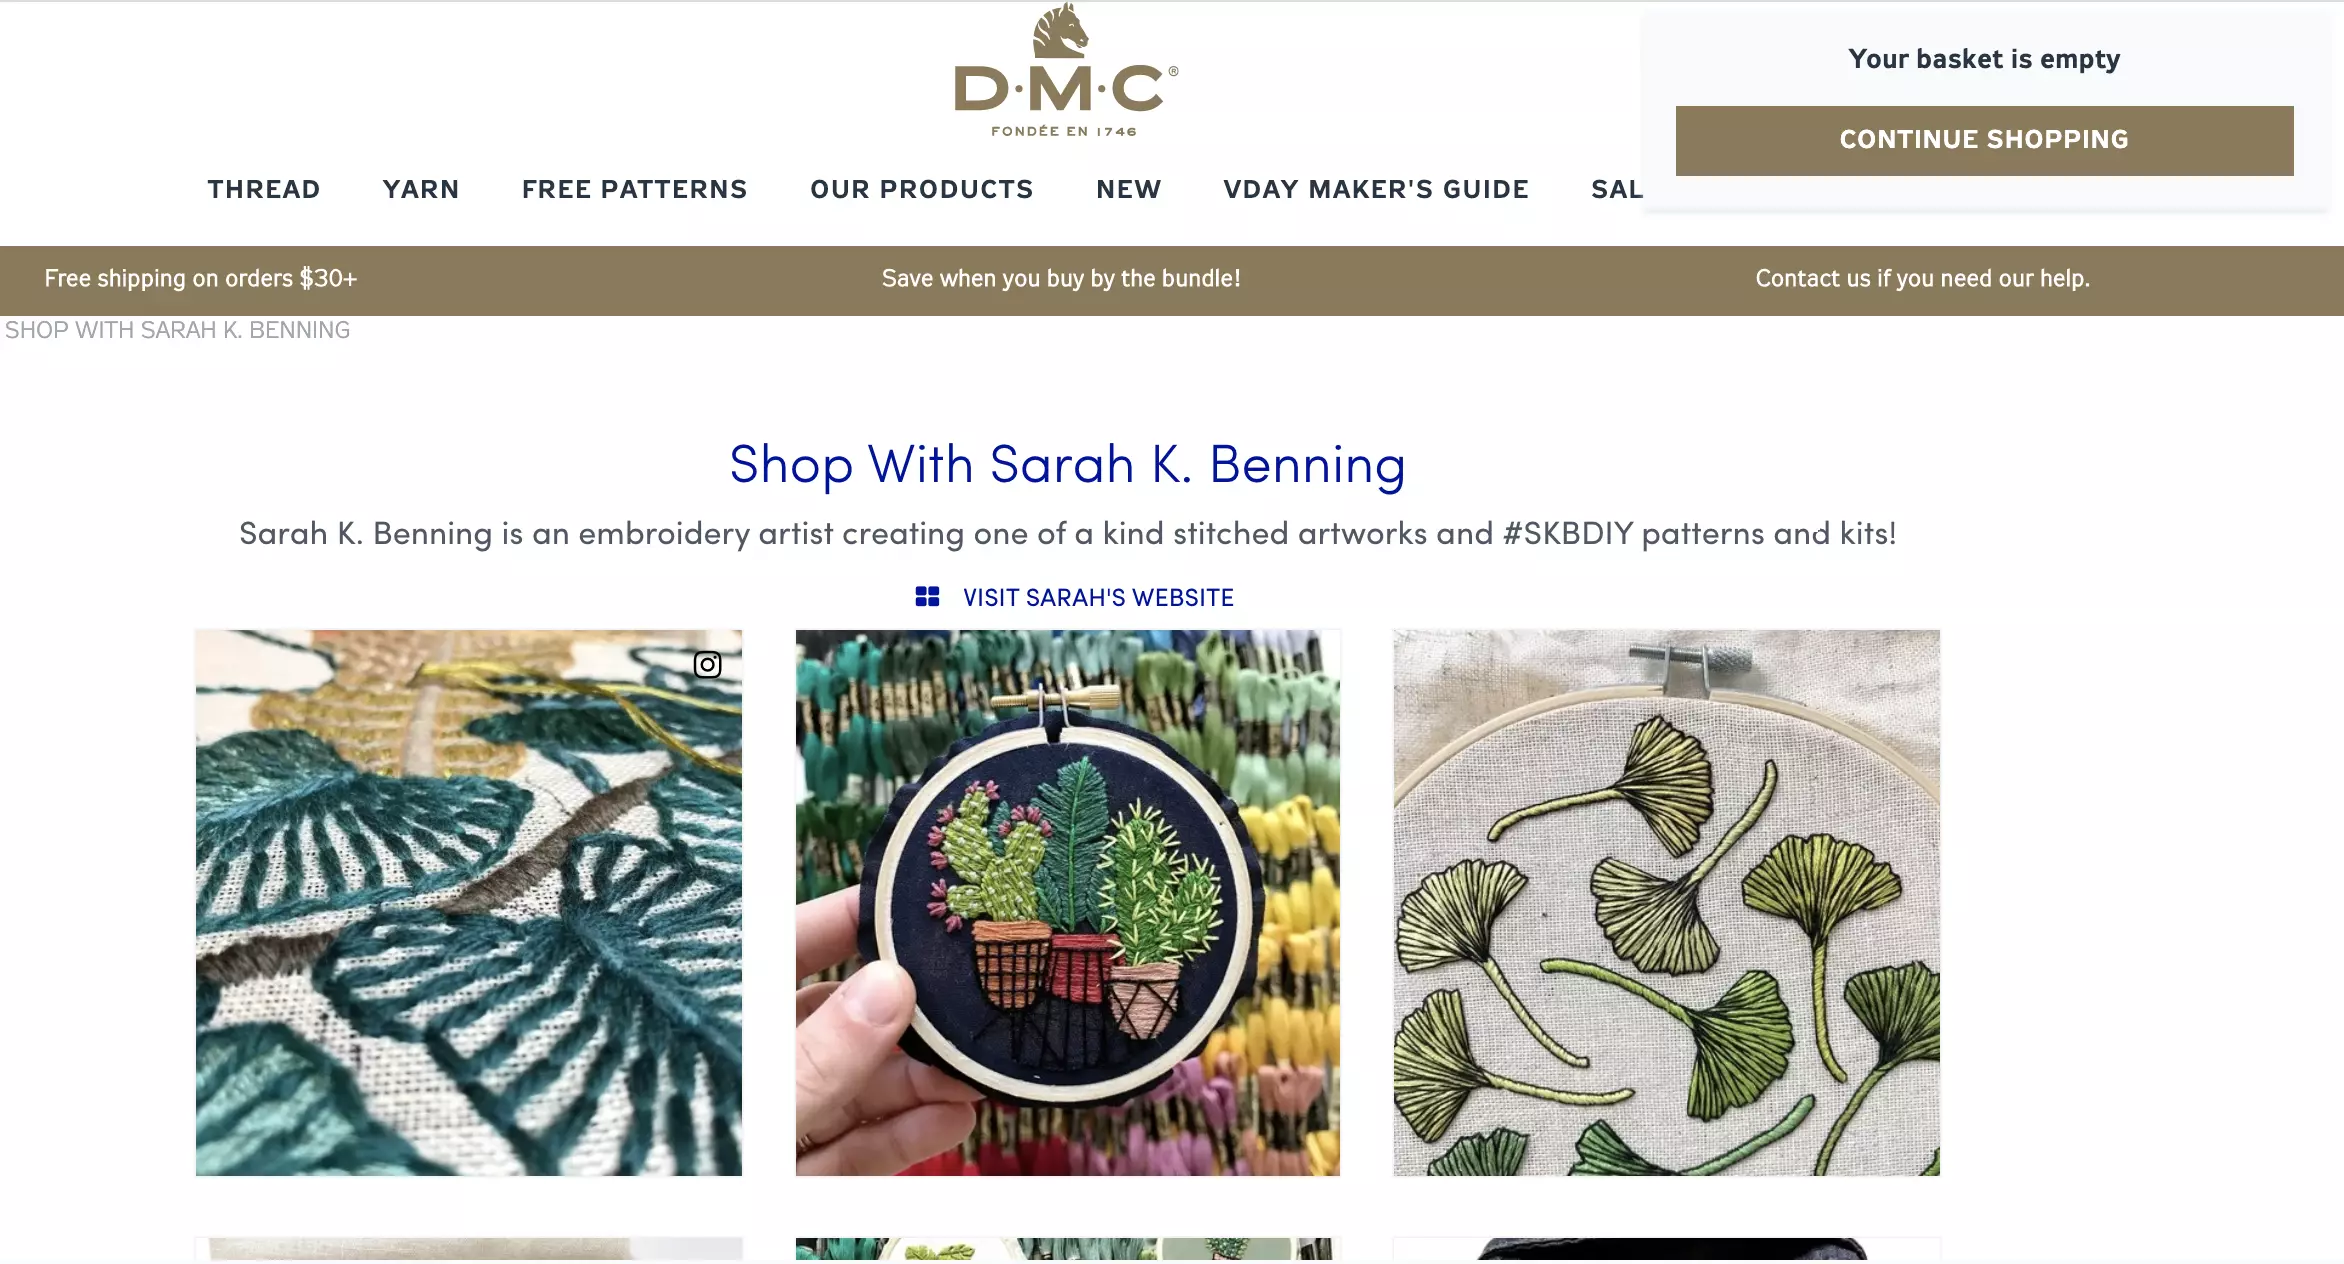 D·M·C®
FONDÉE EN 1746
Your basket is empty
CONTINUE SHOPPING
THREAD YARN FREE PATTERNS OUR PRODUCTS NEW VDAY MAKER'S GUIDE SAL
Free shipping on orders $30+ Save when you buy by the bundle! Contact us if you need our help.
SHOP WITH SARAH K. BENNING
Shop With Sarah K. Benning
Sarah K. Benning is an embroidery artist creating one of a kind stitched artworks and #SKBDIY patterns and kits!
VISIT SARAH'S WEBSITE